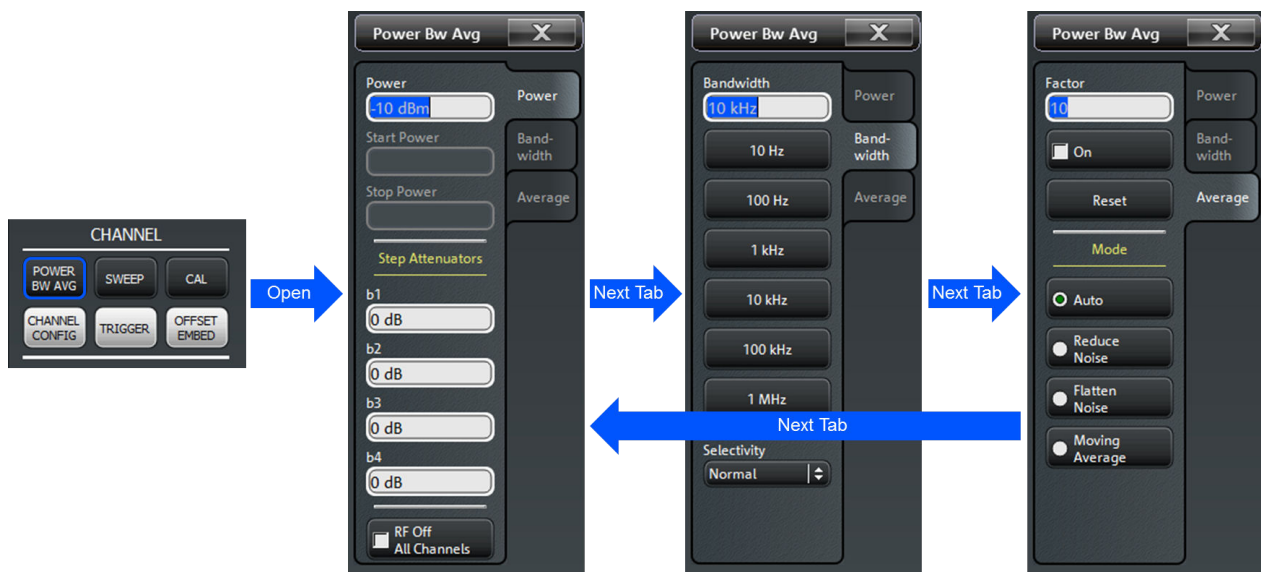 CHANNEL
POWER
BW AVG
SWEEP
CAL
CHANNEL
CONFIG
TRIGGER
OFFSET
EMBED
Open
Power Bw Avg
X
Power
-10 dBm
Start Power
Stop Power
Step Attenuators
b1
0 dB
b2
0 dB
b3
0 dB
b4
0 dB
RF Off
All Channels
Power
Band-
width
Average
Next Tab
Power Bw Avg
X
Bandwidth
10 kHz
10 Hz
100 Hz
1 kHz
10 kHz
100 kHz
1 MHz
Selectivity
Normal
Power
Band-
width
Average
Next Tab
Power Bw Avg
X
Factor
10
On
Reset
Mode
Auto
Reduce
Noise
Flatten
Noise
Moving
Average
Power
Band-
width
Average
Next Tab